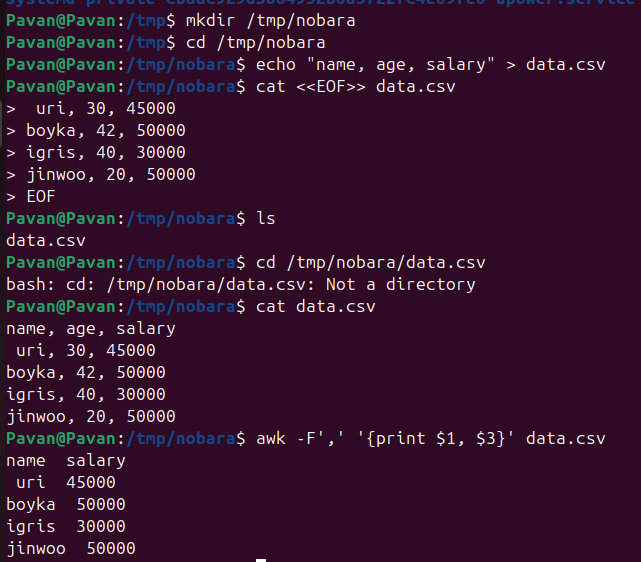 Pavan@Pavan:/tmp$ mkdir /tmp/nobara
Pavan@Pavan:/tmp$ cd /tmp/nobara
Pavan@Pavan:/tmp/nobara$ echo "name, age, salary" > data.csv
Pavan@Pavan:/tmp/nobara$ cat <<EOF>> data.csv
>  uri, 30, 45000
> boyka, 42, 50000
> igris, 40, 30000
> jinwoo, 20, 50000
> EOF
Pavan@Pavan:/tmp/nobara$ ls
data.csv
Pavan@Pavan:/tmp/nobara$ cd /tmp/nobara/data.csv
bash: cd: /tmp/nobara/data.csv: Not a directory
Pavan@Pavan:/tmp/nobara$ cat data.csv
name, age, salary
 uri, 30, 45000
boyka, 42, 50000
igris, 40, 30000
jinwoo, 20, 50000
Pavan@Pavan:/tmp/nobara$ awk -F',' '{print $1, $3}' data.csv
name  salary
 uri  45000
boyka  50000
igris  30000
jinwoo  50000